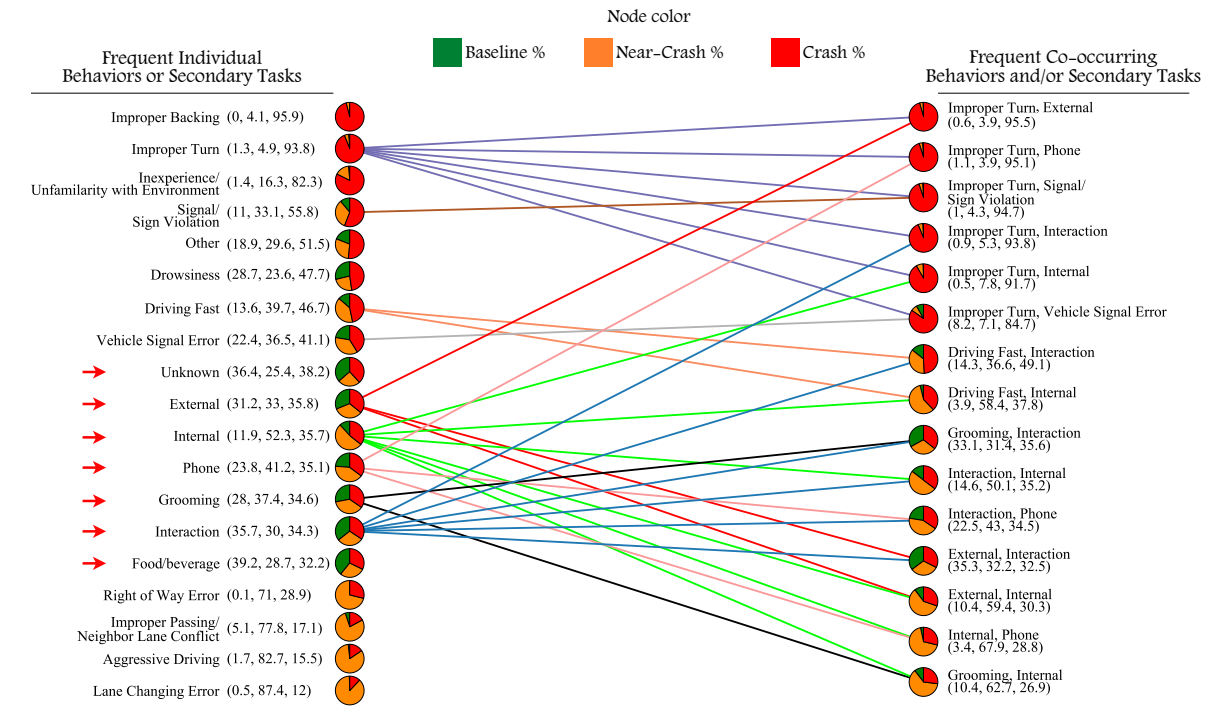 Node color
Baseline %
Near-Crash %
Crash %
Frequent Individual
Behaviors or Secondary Tasks
Improper Backing (0, 4.1, 95.9)
Improper Turn (1.3, 4.9, 93.8)
Inexperience/
Unfamilarity with Environment (1.4, 16.3, 82.3)
Signal/
Sign Violation (11, 33.1, 55.8)
Other (18.9, 29.6, 51.5)
Drowsiness (28.7, 23.6, 47.7)
Driving Fast (13.6, 39.7, 46.7)
Vehicle Signal Error (22.4, 36.5, 41.1)
Unknown (36.4, 25.4, 38.2)
External (31.2, 33, 35.8)
Internal (11.9, 52.3, 35.7)
Phone (23.8, 41.2, 35.1)
Grooming (28, 37.4, 34.6)
Interaction (35.7, 30, 34.3)
Food/beverage (39.2, 28.7, 32.2)
Right of Way Error (0.1, 71, 28.9)
Improper Passing/
Neighbor Lane Conflict (5.1, 77.8, 17.1)
Aggressive Driving (1.7, 82.7, 15.5)
Lane Changing Error (0.5, 87.4, 12)
Frequent Co-occurring
Behaviors and/or Secondary Tasks
Improper Turn, External
(0.6, 3.9, 95.5)
Improper Turn, Phone
(1.1, 3.9, 95.1)
Improper Turn, Signal/
Sign Violation
(1, 4.3, 94.7)
Improper Turn, Interaction
(0.9, 5.3, 93.8)
Improper Turn, Internal
(0.5, 7.8, 91.7)
Improper Turn, Vehicle Signal Error
(8.2, 7.1, 84.7)
Driving Fast, Interaction
(14.3, 36.6, 49.1)
Driving Fast, Internal
(3.9, 58.4, 37.8)
Grooming, Interaction
(33.1, 31.4, 35.6)
Interaction, Internal
(14.6, 50.1, 35.2)
Interaction, Phone
(22.5, 43, 34.5)
External, Interaction
(35.3, 32.2, 32.5)
External, Internal
(10.4, 59.4, 30.3)
Internal, Phone
(3.4, 67.9, 28.8)
Grooming, Internal
(10.4, 62.7, 26.9)